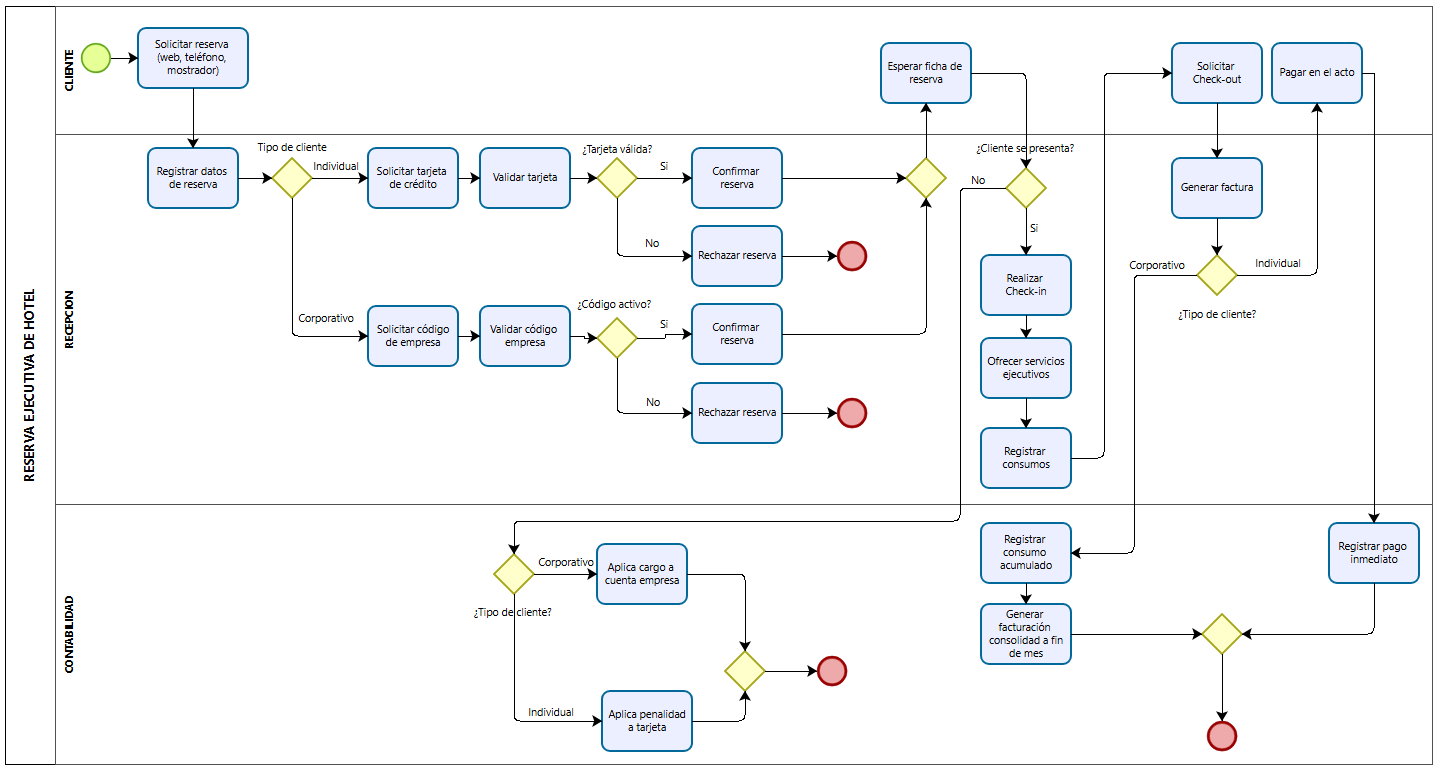 RESERVA EJECUTIVA DE HOTEL
CLIENTE
Solicitar reserva
(web, teléfono,
mostrador)
Esperar ficha de
reserva
Solicitar
Check-out
Pagar en el acto
RECEPCION
Registrar datos
de reserva
Tipo de cliente
Individual
Solicitar tarjeta
de crédito
Validar tarjeta
¿Tarjeta válida?
Si
Confirmar
reserva
No
Rechazar reserva
Corporativo
Solicitar código
de empresa
Validar código
empresa
¿Código activo?
Si
Confirmar
reserva
No
Rechazar reserva
¿Cliente se presenta?
No
Si
Realizar
Check-in
Ofrecer servicios
ejecutivos
Registrar
consumos
Generar factura
Corporativo
Individual
¿Tipo de cliente?
CONTABILIDAD
Corporativo
¿Tipo de cliente?
Individual
Aplica cargo a
cuenta empresa
Aplica penalidad
a tarjeta
Registrar
consumo
acumulado
Generar
facturación
consolidad a fin
de mes
Registrar pago
inmediato